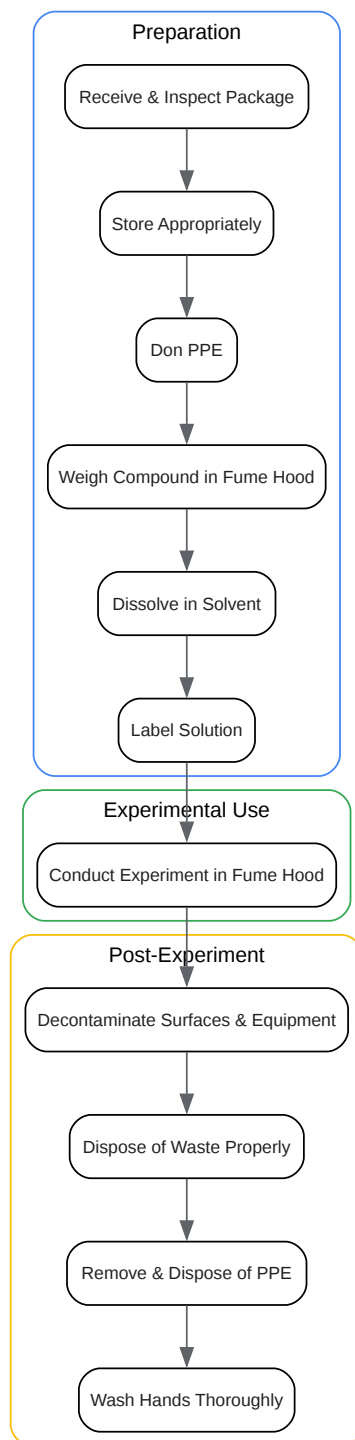 Preparation
Receive & Inspect Package
Store Appropriately
Don PPE
Weigh Compound in Fume Hood
Dissolve in Solvent
Label Solution
Experimental Use
Conduct Experiment in Fume Hood
Post-Experiment
Decontaminate Surfaces & Equipment
Dispose of Waste Properly
Remove & Dispose of PPE
Wash Hands Thoroughly